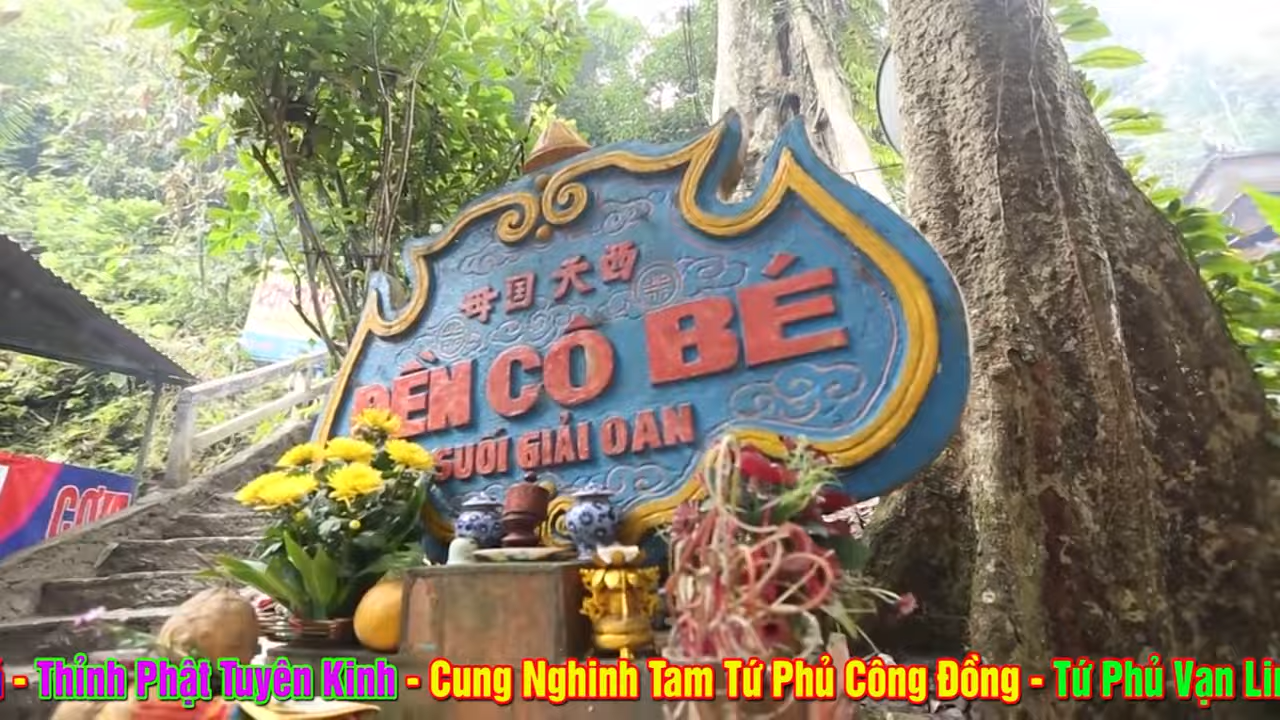 母国天西
ĐỀN CÔ BÉ
SUỐI GIẢI OAN
CƠM
- Thỉnh Phật Tuyên Kinh - Cung Nghinh Tam Tứ Phủ Công Đồng - Tứ Phủ Vạn